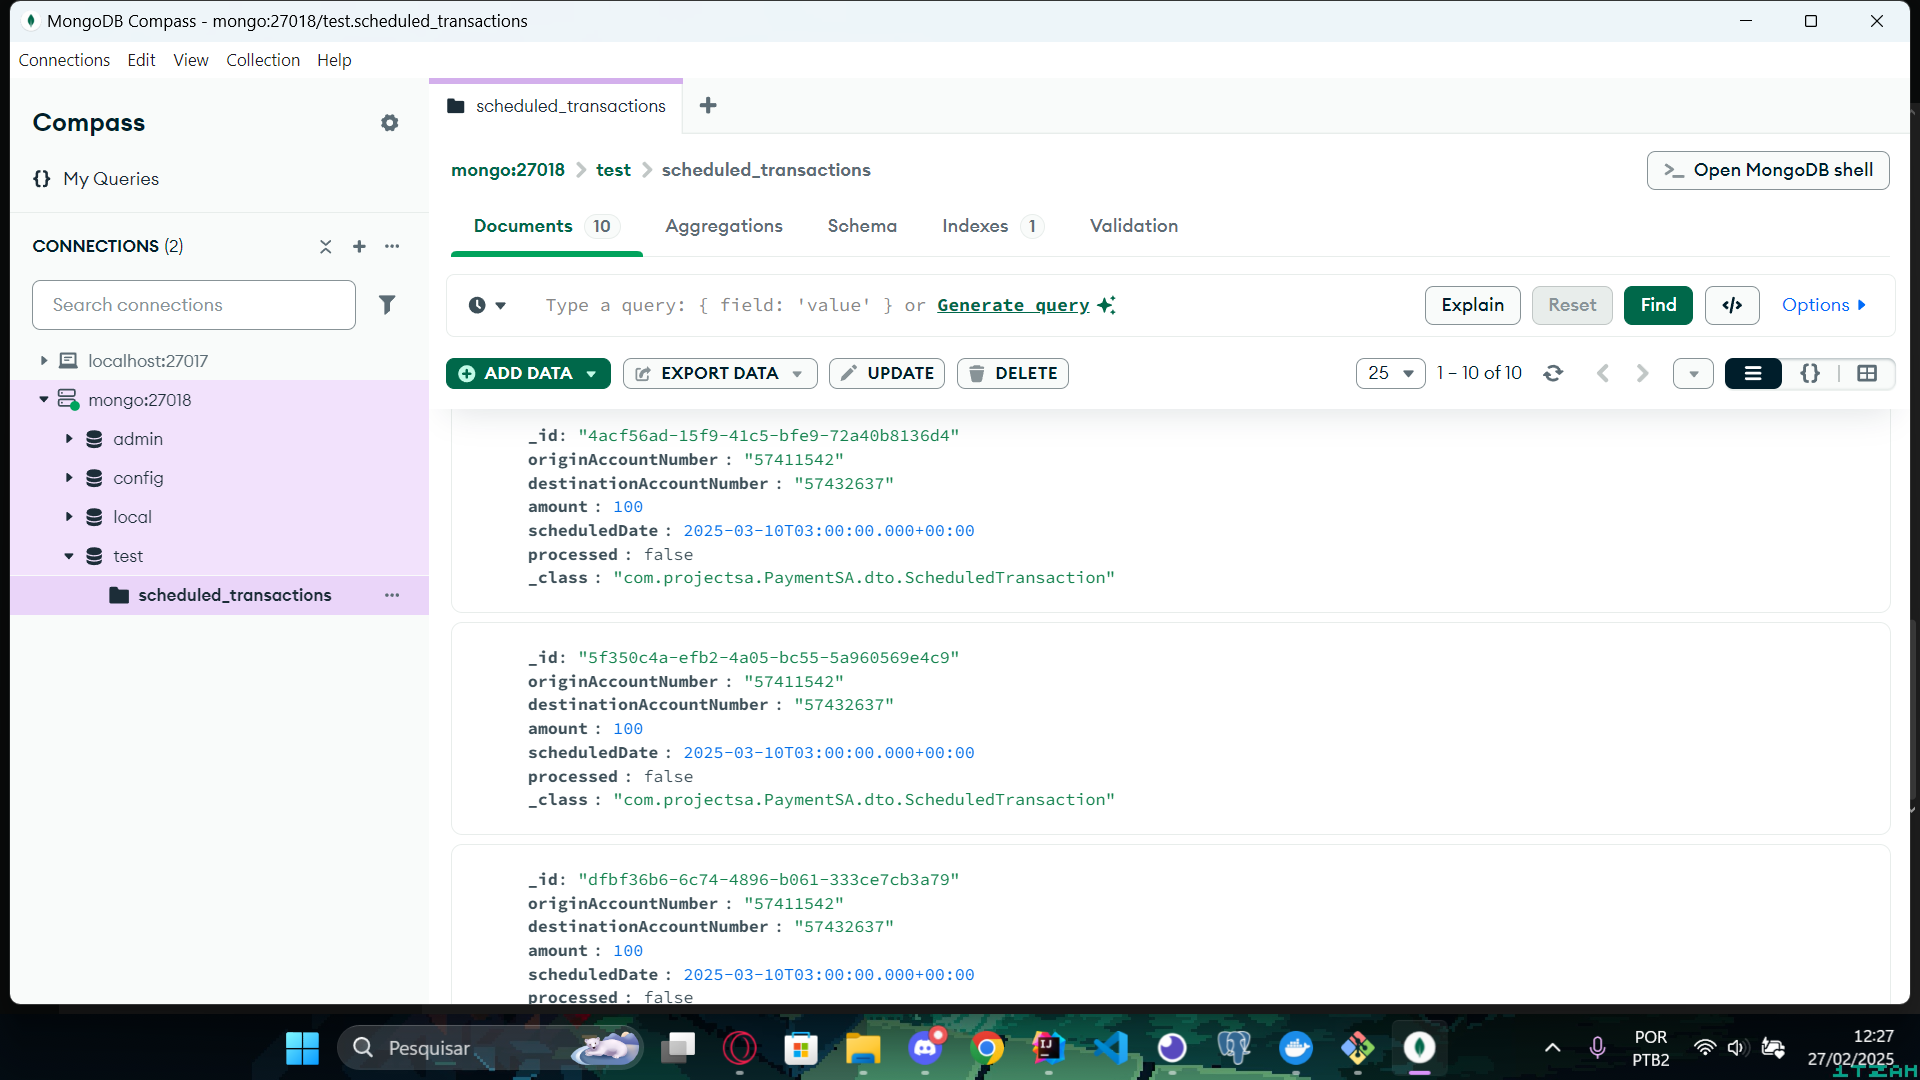 MongoDB Compass - mongo:27018/test.scheduled_transactions
Connections Edit View Collection Help
Compass
{} My Queries
CONNECTIONS (2)
Search connections
localhost:27017
mongo:27018
admin
config
local
test
scheduled_transactions
scheduled_transactions
mongo:27018 > test > scheduled_transactions
>_ Open MongoDB shell
Documents 10 Aggregations Schema Indexes 1 Validation
Type a query: { field: 'value' } or Generate query
Explain Reset Find </> Options
ADD DATA EXPORT DATA UPDATE DELETE
25 1 – 10 of 10 {}
_id: "4acf56ad-15f9-41c5-bfe9-72a40b8136d4"
originAccountNumber : "57411542"
destinationAccountNumber : "57432637"
amount : 100
scheduledDate : 2025-03-10T03:00:00.000+00:00
processed : false
_class : "com.projectsa.PaymentSA.dto.ScheduledTransaction"
_id: "5f350c4a-efb2-4a05-bc55-5a960569e4c9"
originAccountNumber : "57411542"
destinationAccountNumber : "57432637"
amount : 100
scheduledDate : 2025-03-10T03:00:00.000+00:00
processed : false
_class : "com.projectsa.PaymentSA.dto.ScheduledTransaction"
_id: "dfbf36b6-6c74-4896-b061-333ce7cb3a79"
originAccountNumber : "57411542"
destinationAccountNumber : "57432637"
amount : 100
scheduledDate : 2025-03-10T03:00:00.000+00:00
processed : false
Pesquisar
POR
PTB2
12:27
27/02/2025